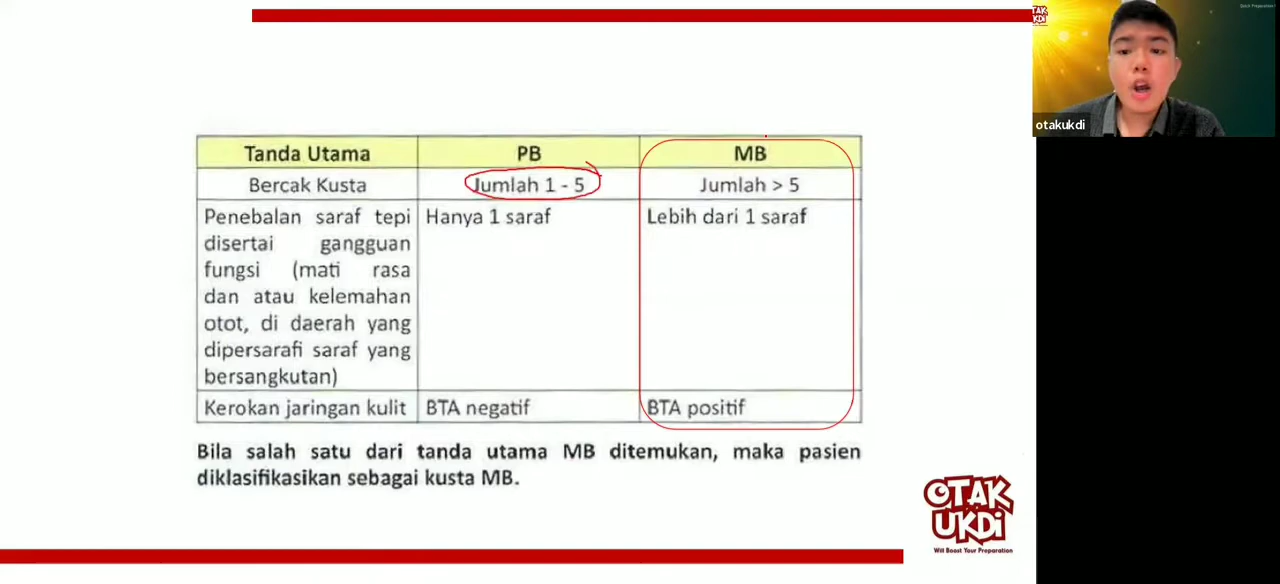 Tanda Utama PB MB
Bercak Kusta Jumlah 1 - 5 Jumlah > 5
Penebalan saraf tepi Hanya 1 saraf Lebih dari 1 saraf
disertai gangguan
fungsi (mati rasa
dan atau kelemahan
otot, di daerah yang
dipersarafi saraf yang
bersangkutan)
Kerokan jaringan kulit BTA negatif BTA positif
Bila salah satu dari tanda utama MB ditemukan, maka pasien
diklasifikasikan sebagai kusta MB.
OTAK
UKDI
Will Boost Your Preparation
otakukdi